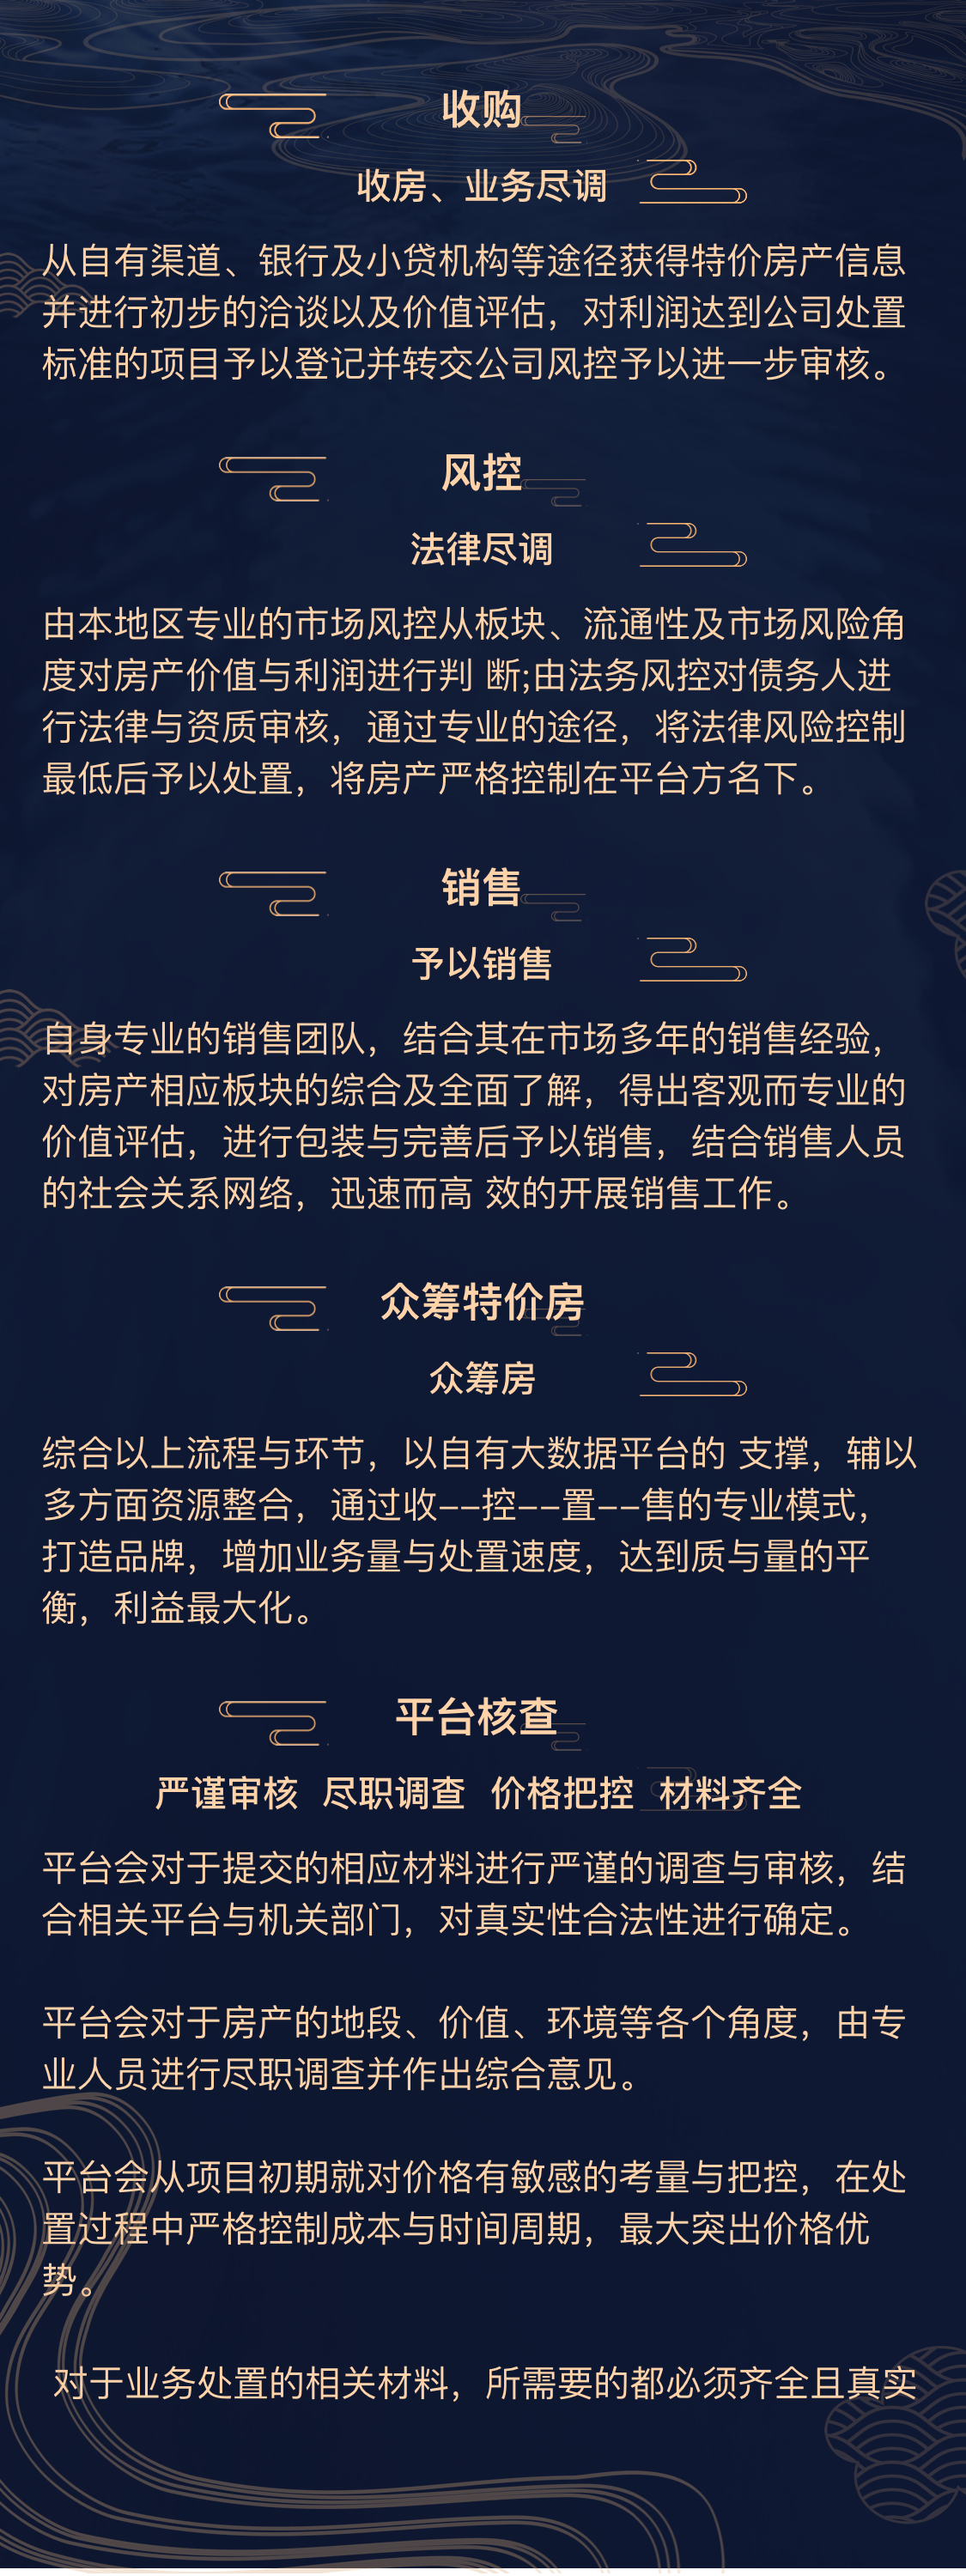 收购
收房、业务尽调
从自有渠道、银行及小贷机构等途径获得特价房产信息
并进行初步的洽谈以及价值评估，对利润达到公司处置
标准的项目予以登记并转交公司风控予以进一步审核。
风控
法律尽调
由本地区专业的市场风控从板块、流通性及市场风险角
度对房产价值与利润进行判 断;由法务风控对债务人进
行法律与资质审核，通过专业的途径，将法律风险控制
最低后予以处置，将房产严格控制在平台方名下。
销售
予以销售
自身专业的销售团队，结合其在市场多年的销售经验，
对房产相应板块的综合及全面了解，得出客观而专业的
价值评估，进行包装与完善后予以销售，结合销售人员
的社会关系网络，迅速而高 效的开展销售工作。
众筹特价房
众筹房
综合以上流程与环节，以自有大数据平台的 支撑，辅以
多方面资源整合，通过收--控--置--售的专业模式，
打造品牌，增加业务量与处置速度，达到质与量的平
衡，利益最大化。
平台核查
严谨审核 尽职调查 价格把控 材料齐全
平台会对于提交的相应材料进行严谨的调查与审核，结
合相关平台与机关部门，对真实性合法性进行确定。
平台会对于房产的地段、价值、环境等各个角度，由专
业人员进行尽职调查并作出综合意见。
平台会从项目初期就对价格有敏感的考量与把控，在处
置过程中严格控制成本与时间周期，最大突出价格优
势。
对于业务处置的相关材料，所需要的都必须齐全且真实